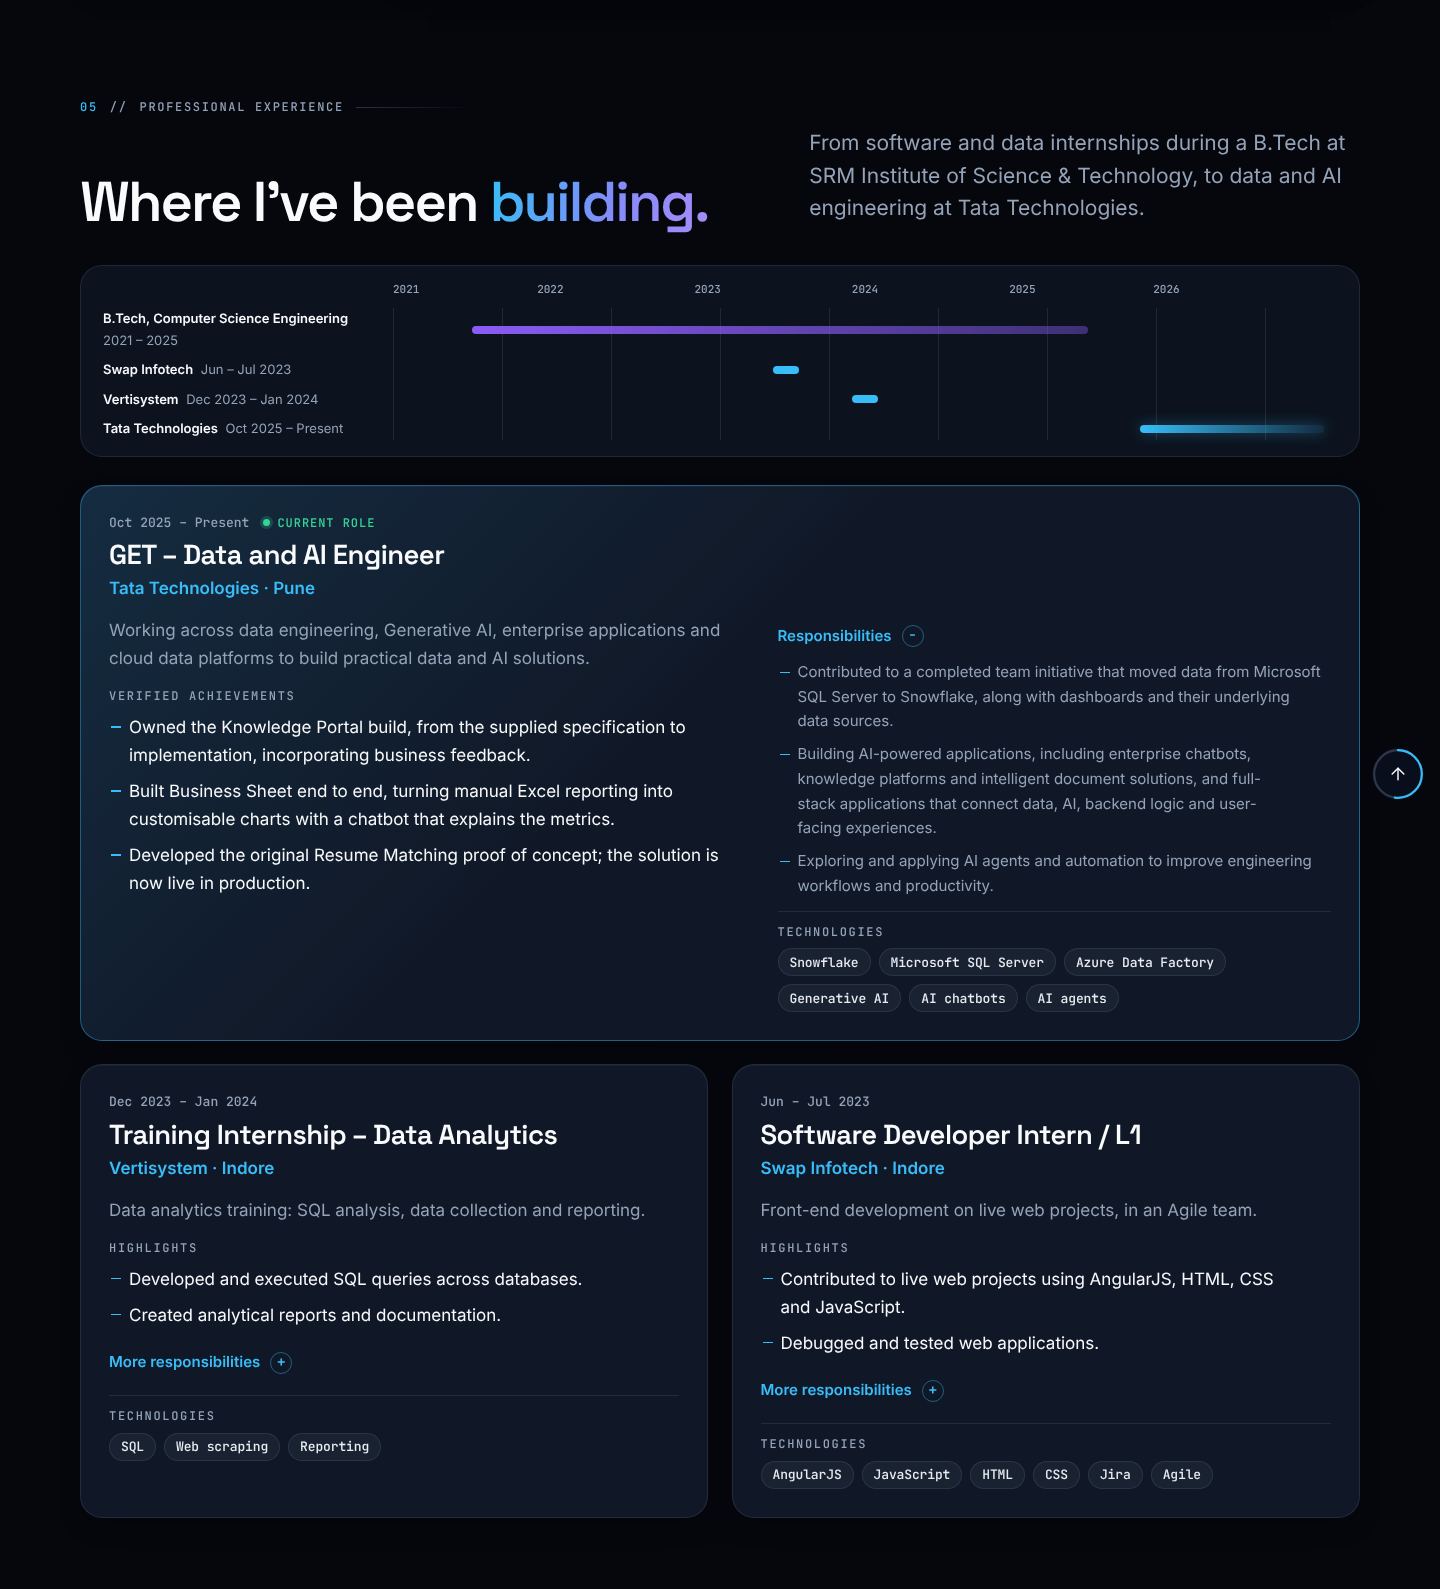 05 // PROFESSIONAL EXPERIENCE
Where I’ve been building.
From software and data internships during a B.Tech at
SRM Institute of Science & Technology, to data and AI
engineering at Tata Technologies.
2021 2022 2023 2024 2025 2026
B.Tech, Computer Science Engineering
2021 – 2025
Swap Infotech Jun – Jul 2023
Vertisystem Dec 2023 – Jan 2024
Tata Technologies Oct 2025 – Present
Oct 2025 – Present CURRENT ROLE
GET – Data and AI Engineer
Tata Technologies · Pune
Working across data engineering, Generative AI, enterprise applications and
cloud data platforms to build practical data and AI solutions.
VERIFIED ACHIEVEMENTS
– Owned the Knowledge Portal build, from the supplied specification to
implementation, incorporating business feedback.
– Built Business Sheet end to end, turning manual Excel reporting into
customisable charts with a chatbot that explains the metrics.
– Developed the original Resume Matching proof of concept; the solution is
now live in production.
Responsibilities -
– Contributed to a completed team initiative that moved data from Microsoft
SQL Server to Snowflake, along with dashboards and their underlying
data sources.
– Building AI-powered applications, including enterprise chatbots,
knowledge platforms and intelligent document solutions, and full-
stack applications that connect data, AI, backend logic and user-
facing experiences.
– Exploring and applying AI agents and automation to improve engineering
workflows and productivity.
TECHNOLOGIES
Snowflake Microsoft SQL Server Azure Data Factory
Generative AI AI chatbots AI agents
Dec 2023 – Jan 2024
Training Internship – Data Analytics
Vertisystem · Indore
Data analytics training: SQL analysis, data collection and reporting.
HIGHLIGHTS
– Developed and executed SQL queries across databases.
– Created analytical reports and documentation.
More responsibilities +
TECHNOLOGIES
SQL Web scraping Reporting
Jun – Jul 2023
Software Developer Intern / L1
Swap Infotech · Indore
Front-end development on live web projects, in an Agile team.
HIGHLIGHTS
– Contributed to live web projects using AngularJS, HTML, CSS
and JavaScript.
– Debugged and tested web applications.
More responsibilities +
TECHNOLOGIES
AngularJS JavaScript HTML CSS Jira Agile